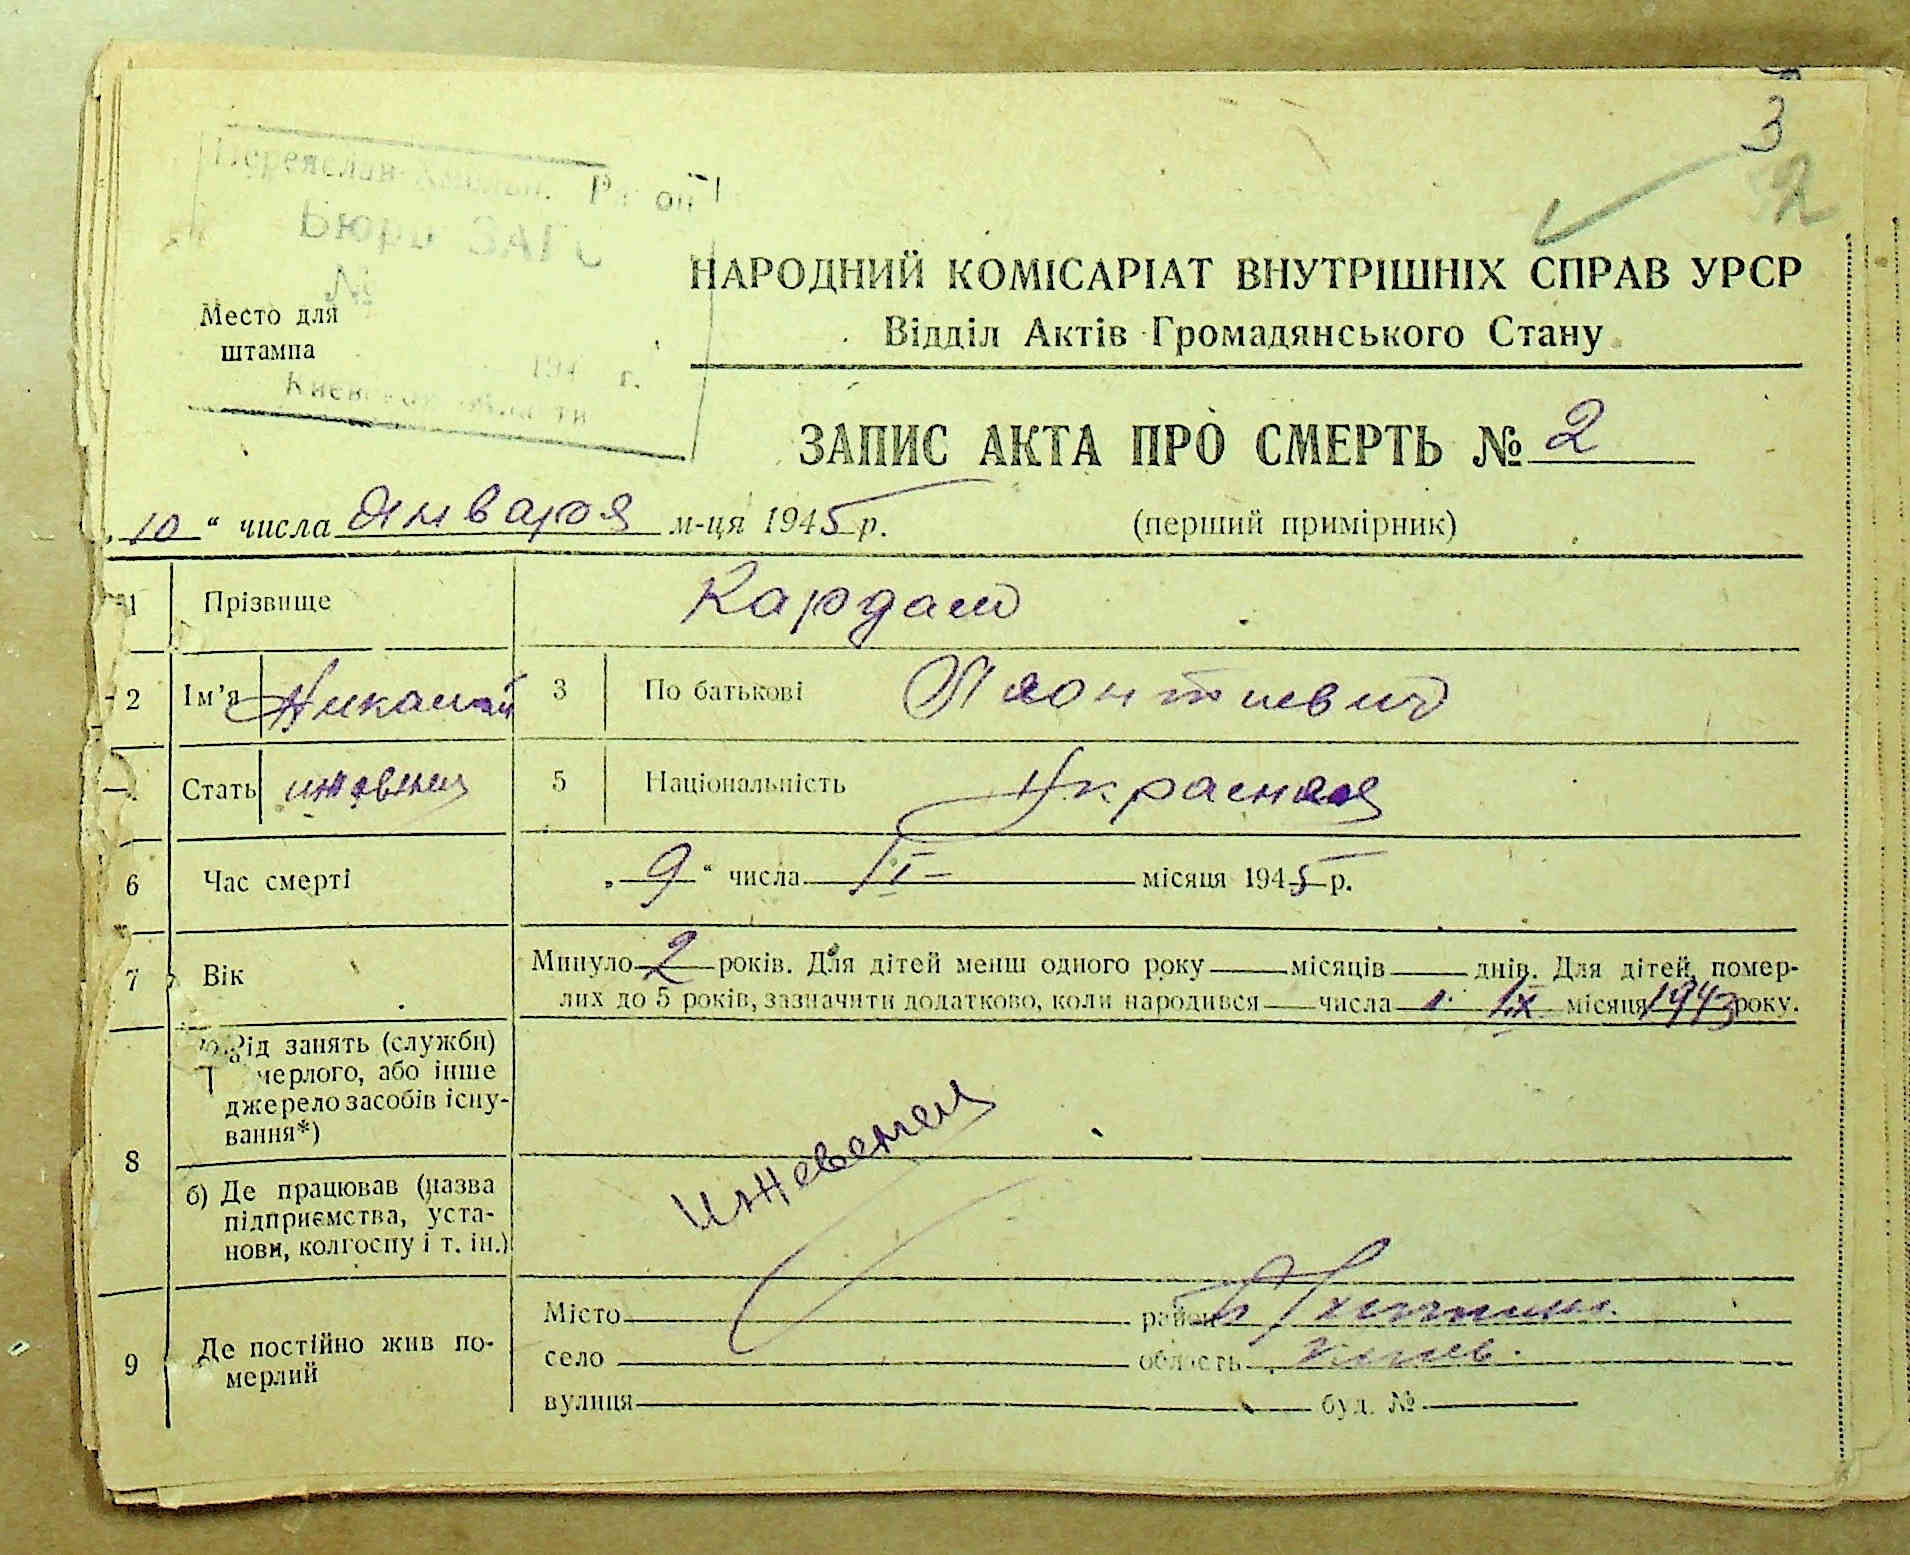 3
2
Бюро ЗАГС
№
Место для
штампа
194 г.
НАРОДНИЙ КОМІСАРІАТ ВНУТРІШНІХ СПРАВ УРСР
Відділ Актів Громадянського Стану
ЗАПИС АКТА ПРО СМЕРТЬ № 2
„10“ числа января м-ця 1945 р. (перший примірник)
1 Прізвище Кардаш
2 Ім’я Николай 3 По батькові Леонтиевич
Стать 5 Національність
6 Час смерті „9“ числа місяця 1945 р.
7 Вік Минуло 2 років. Для дітей менш одного року місяців днів. Для дітей, помер-
лих до 5 років, зазначити додатково, коли народився числа 1 IX місяця 1943 року.
Рід занять (служби)
мерлого, або інше
джерело засобів існу-
вання*)
8
б) Де працював (назва
підприємства, уста-
нови, колгоспу і т. ін.)
иждевенец
9 Де постійно жив по-
мерлий
Місто район
село область Киев.
вулиця буд. №